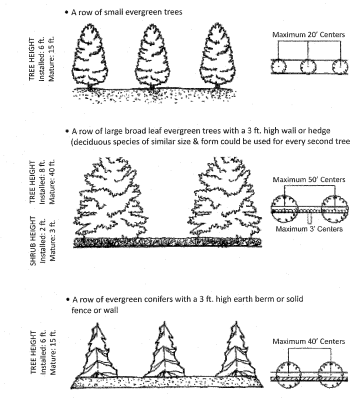 • A row of small evergreen trees
Maximum 20' Centers
TREE HEIGHT
Installed: 6 ft.
Mature: 15 ft.
• A row of large broad leaf evergreen trees with a 3 ft. high wall or hedge
(deciduous species of similar size & form could be used for every second tree
TREE HEIGHT
Installed: 8 ft.
Mature: 40 ft.
Maximum 50' Centers
SHRUB HEIGHT
Installed: 2 ft.
Mature: 3 ft.
Maximum 3' Centers
• A row of evergreen conifers with a 3 ft. high earth berm or solid
fence or wall
TREE HEIGHT
Installed: 6 ft.
Mature: 15 ft.
Maximum 40' Centers